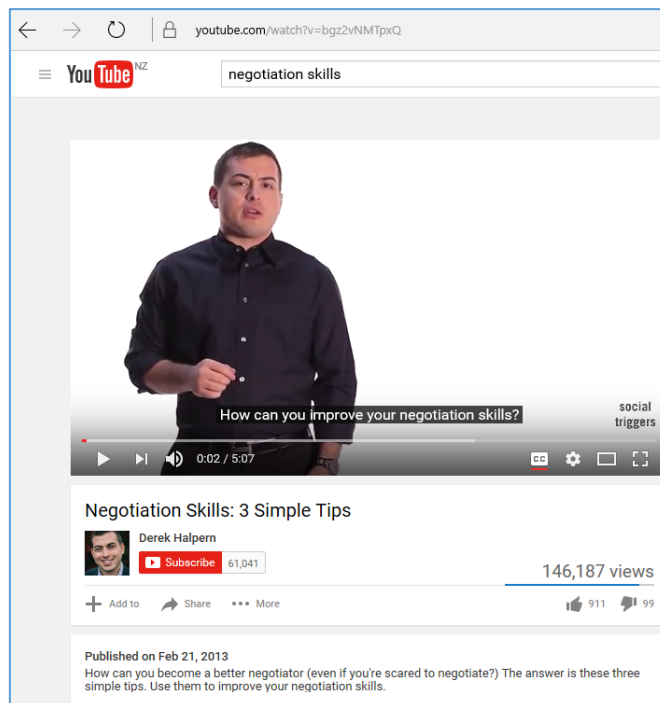 youtube.com/watch?v=bgz2vNMTpxQ
YouTube NZ
negotiation skills
How can you improve your negotiation skills?
social
triggers
0:02 / 5:07
CC
Negotiation Skills: 3 Simple Tips
Derek Halpern
Subscribe 61,041
146,187 views
Add to Share More 911 99
Published on Feb 21, 2013
How can you become a better negotiator (even if you're scared to negotiate?) The answer is these three
simple tips. Use them to improve your negotiation skills.